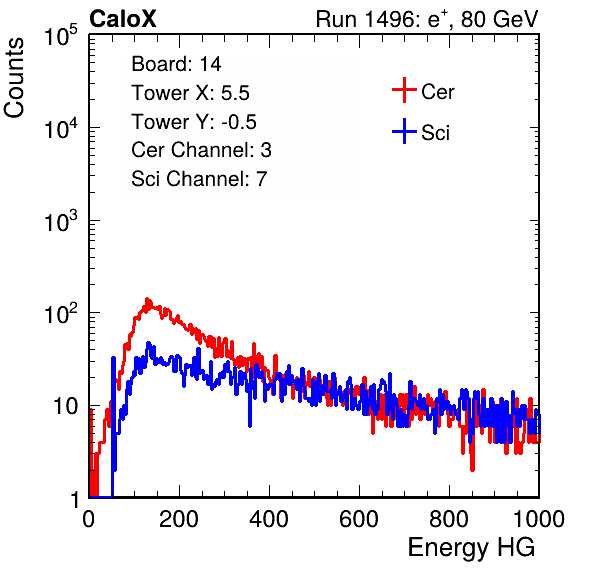 CaloX Run 1496: e⁺, 80 GeV
Counts
10⁵
10⁴
10³
10²
10
1
Board: 14
Tower X: 5.5
Tower Y: -0.5
Cer Channel: 3
Sci Channel: 7
Cer
Sci
0 200 400 600 800 1000
Energy HG